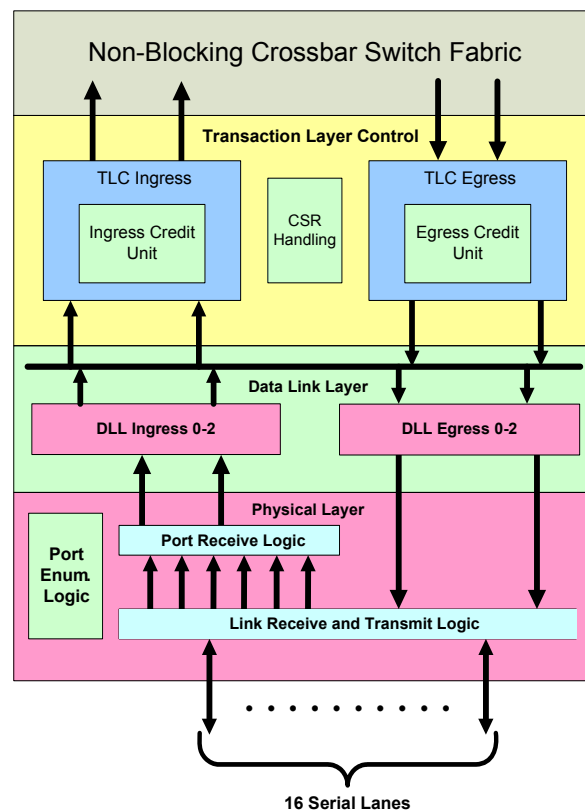 Non-Blocking Crossbar Switch Fabric
Transaction Layer Control
TLC Ingress
Ingress Credit
Unit
CSR
Handling
TLC Egress
Egress Credit
Unit
Data Link Layer
DLL Ingress 0-2
DLL Egress 0-2
Physical Layer
Port
Enum.
Logic
Port Receive Logic
Link Receive and Transmit Logic
16 Serial Lanes